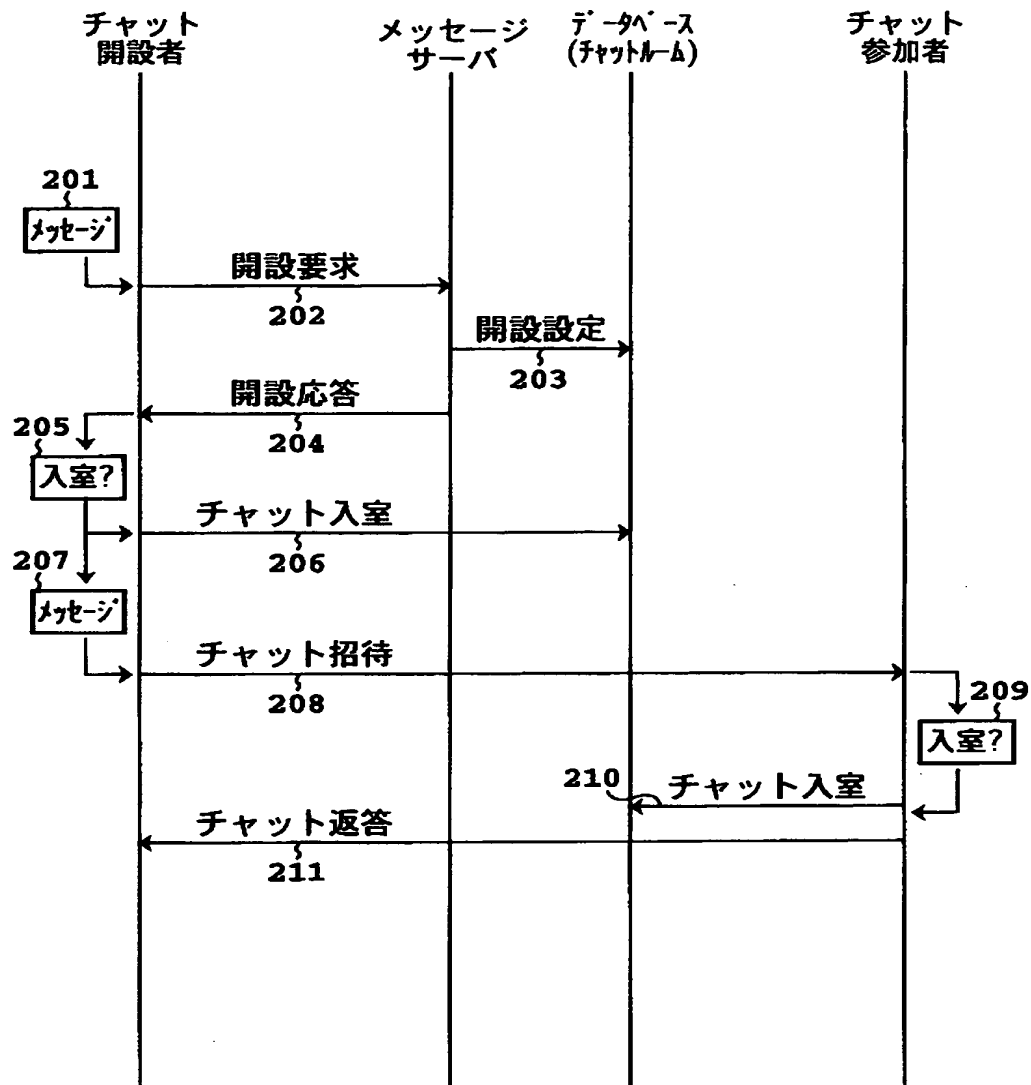 チャット
開設者
メッセージ
サーバ
データベース
(チャットルーム)
チャット
参加者
201
メッセージ
開設要求
202
開設設定
203
開設応答
204
205
入室?
チャット入室
206
207
メッセージ
チャット招待
208
209
入室?
210
チャット入室
チャット返答
211